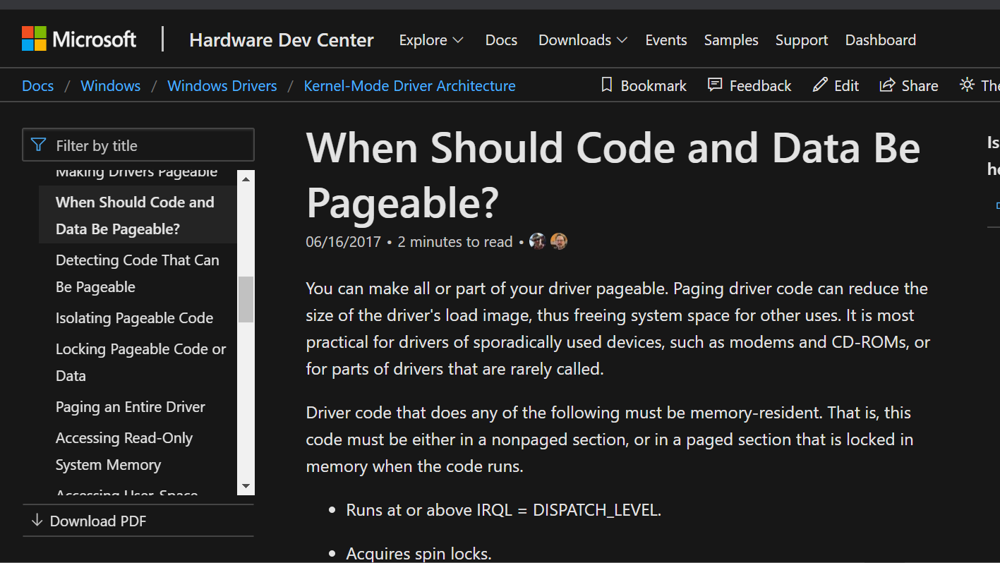 Microsoft
Hardware Dev Center
Explore
Docs
Downloads
Events
Samples
Support
Dashboard
Docs / Windows / Windows Drivers / Kernel-Mode Driver Architecture
Bookmark
Feedback
Edit
Share
Filter by title
Making Drivers Pageable
When Should Code and
Data Be Pageable?
Detecting Code That Can
Be Pageable
Isolating Pageable Code
Locking Pageable Code or
Data
Paging an Entire Driver
Accessing Read-Only
System Memory
Accessing User-Space
Download PDF
When Should Code and Data Be
Pageable?
06/16/2017 • 2 minutes to read •
You can make all or part of your driver pageable. Paging driver code can reduce the
size of the driver's load image, thus freeing system space for other uses. It is most
practical for drivers of sporadically used devices, such as modems and CD-ROMs, or
for parts of drivers that are rarely called.
Driver code that does any of the following must be memory-resident. That is, this
code must be either in a nonpaged section, or in a paged section that is locked in
memory when the code runs.
• Runs at or above IRQL = DISPATCH_LEVEL.
• Acquires spin locks.
Is